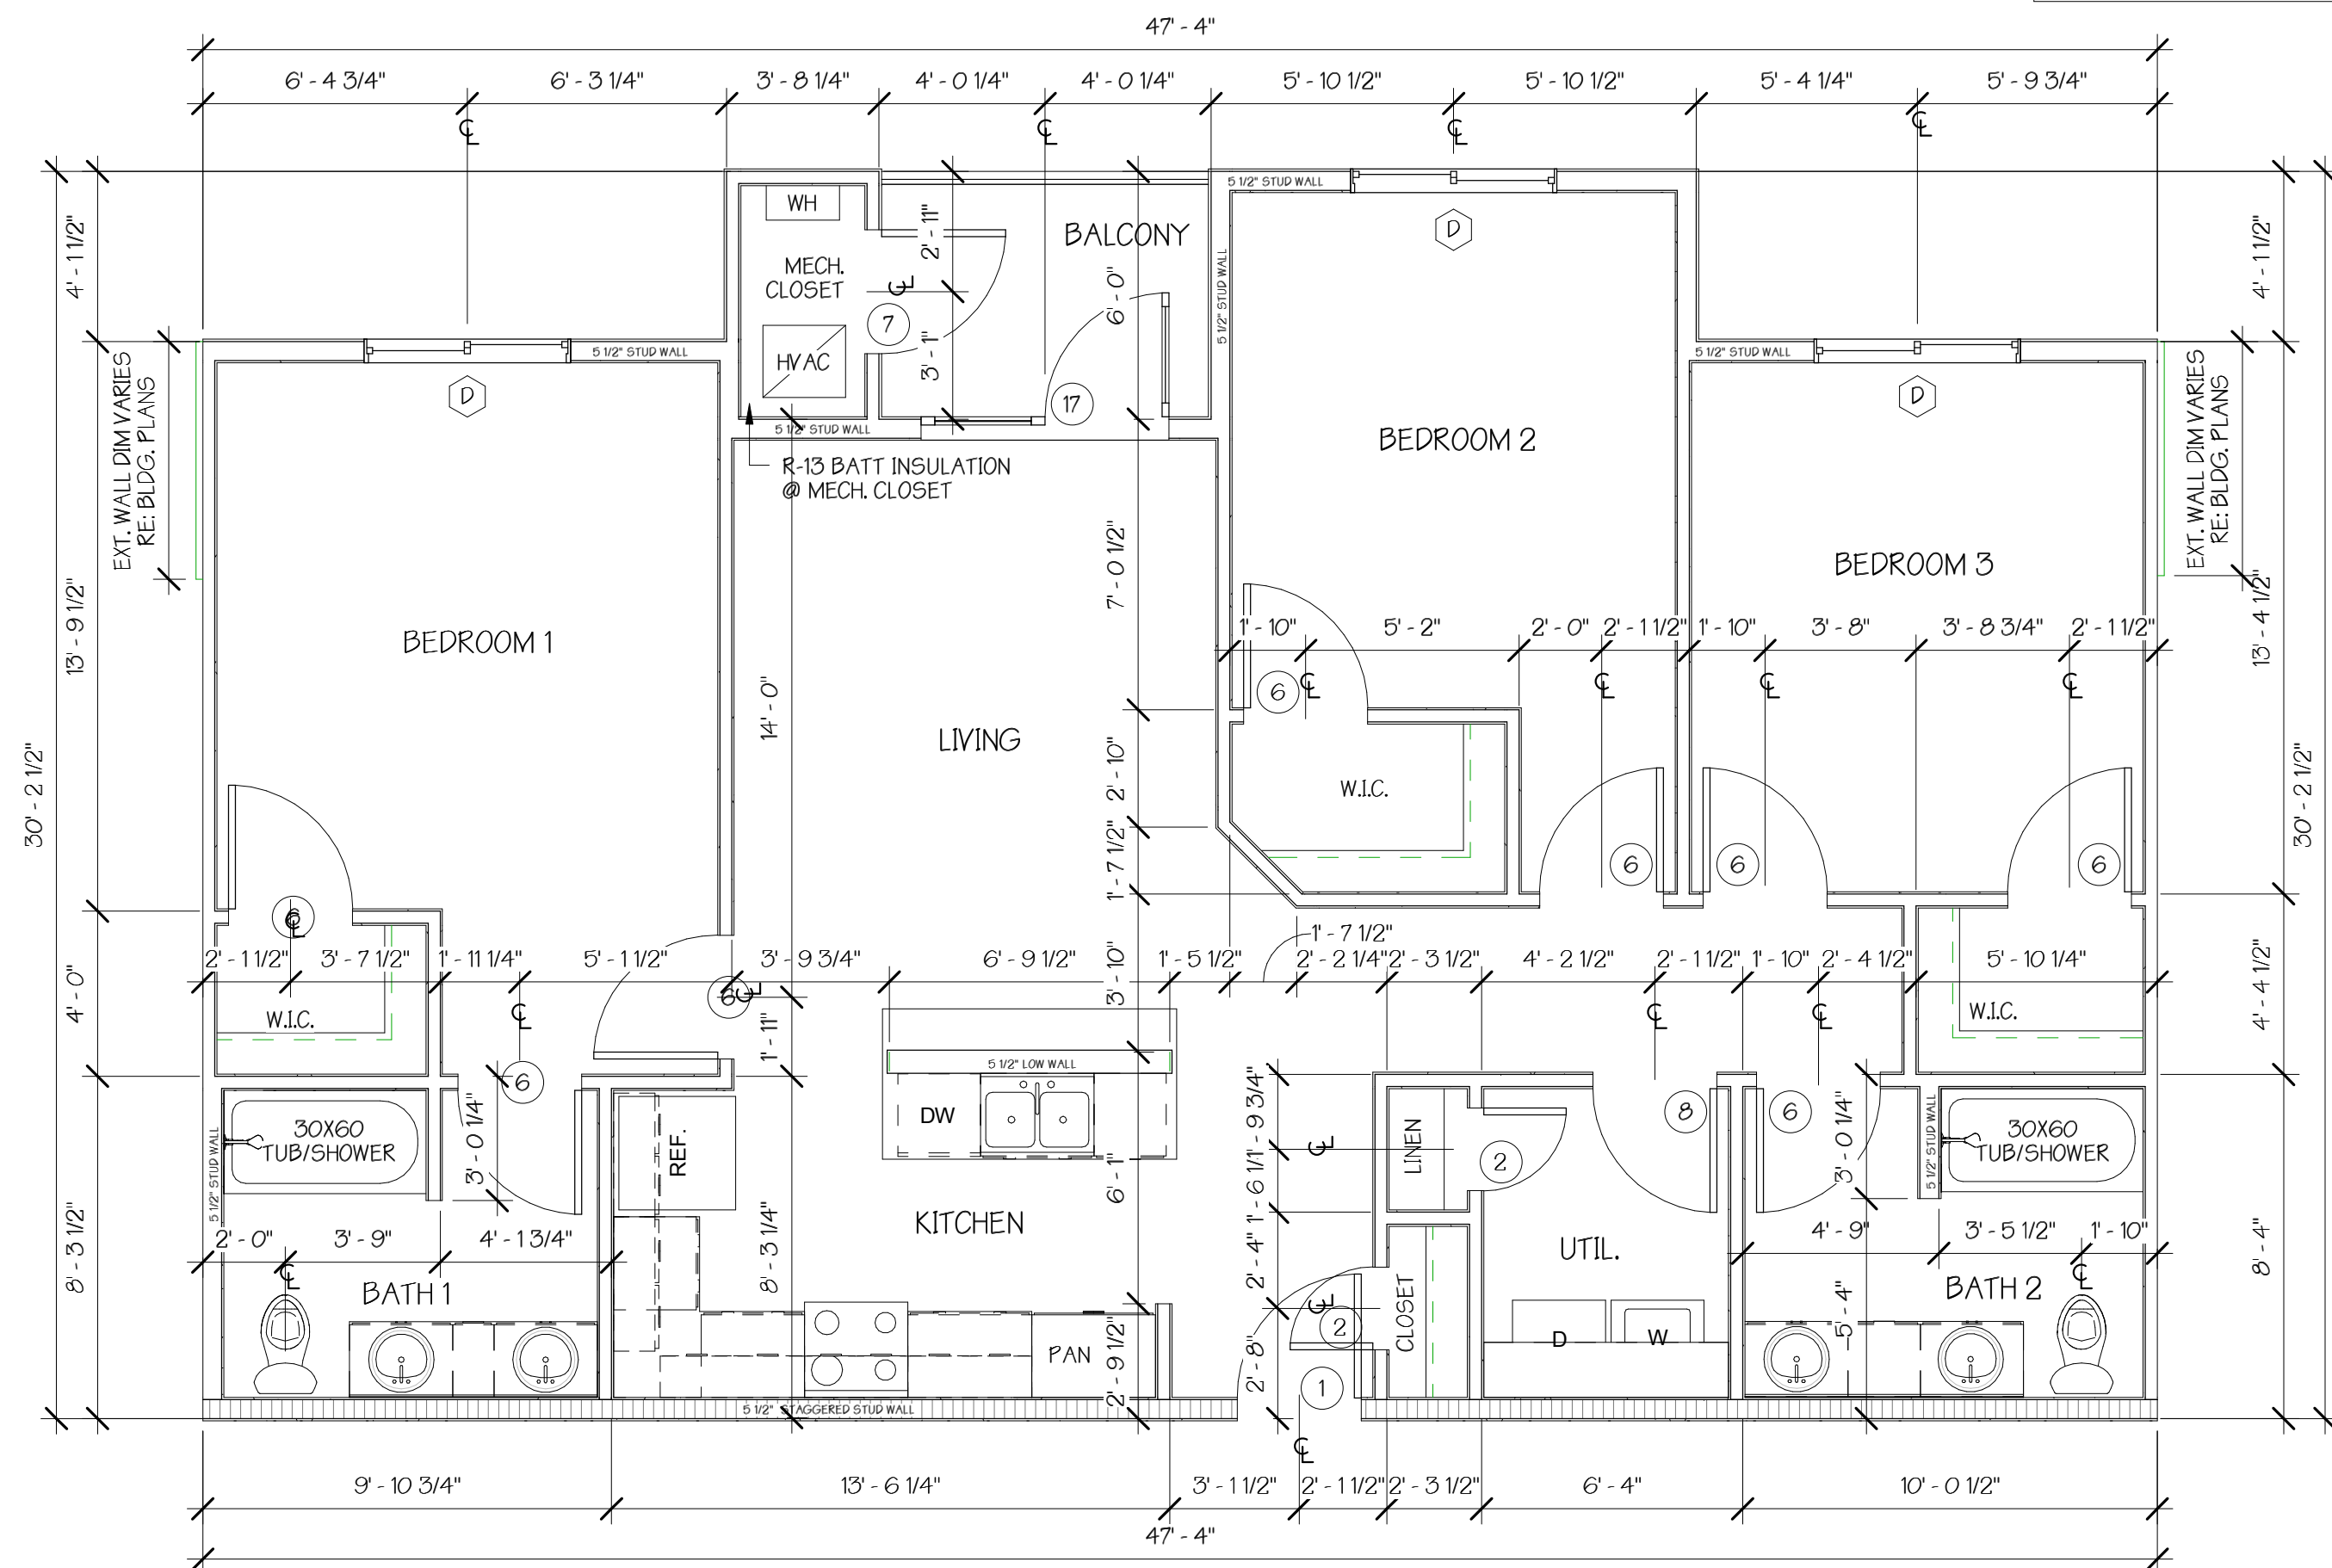 47' - 4"
6' - 4 3/4"
6' - 3 1/4"
3' - 8 1/4"
4' - 0 1/4"
4' - 0 1/4"
5' - 10 1/2"
5' - 10 1/2"
5' - 4 1/4"
5' - 9 3/4"
4' - 1 1/2"
13' - 9 1/2"
4' - 0"
8' - 3 1/2"
30' - 2 1/2"
EXT. WALL DIM VARIES
RE: BLDG. PLANS
5 1/2" STUD WALL
D
BEDROOM 1
WH
MECH.
CLOSET
HVAC
7
2' - 11"
3' - 1"
BALCONY
6' - 0"
17
5 1/2" STUD WALL
R-13 BATT INSULATION
@ MECH. CLOSET
5 1/2" STUD WALL
5 1/2" STUD WALL
D
BEDROOM 2
5 1/2" STUD WALL
D
BEDROOM 3
EXT. WALL DIM VARIES
RE: BLDG. PLANS
4' - 1 1/2"
13' - 4 1/2"
4' - 4 1/2"
8' - 4"
30' - 2 1/2"
7' - 0 1/2"
14' - 0"
LIVING
2' - 10"
1' - 7 1/2"
3' - 10"
1' - 10"
5' - 2"
2' - 0"
2' - 1 1/2"
1' - 10"
3' - 8"
3' - 8 3/4"
2' - 1 1/2"
6
W.I.C.
6
6
6
6
2' - 1 1/2"
3' - 7 1/2"
1' - 11 1/4"
5' - 1 1/2"
3' - 9 3/4"
6' - 9 1/2"
1' - 5 1/2"
1' - 7 1/2"
2' - 2 1/4"
2' - 3 1/2"
4' - 2 1/2"
2' - 1 1/2"
1' - 10"
2' - 4 1/2"
5' - 10 1/4"
W.I.C.
6
6
1' - 11"
W.I.C.
5 1/2" LOW WALL
DW
REF.
30X60
TUB/SHOWER
5 1/2" STUD WALL
3' - 0 1/4"
2' - 0"
3' - 9"
4' - 1 3/4"
BATH 1
8' - 3 1/4"
KITCHEN
6' - 1"
2' - 9 1/2"
PAN
5 1/2" STAGGERED STUD WALL
1' - 9 3/4"
2' - 4"
2' - 8"
LINEN
2
CLOSET
2
1
8
UTIL.
D
W
6
3' - 0 1/4"
5 1/2" STUD WALL
30X60
TUB/SHOWER
4' - 9"
3' - 5 1/2"
1' - 10"
5' - 4"
BATH 2
9' - 10 3/4"
13' - 6 1/4"
3' - 1 1/2"
2' - 1 1/2"
2' - 3 1/2"
6' - 4"
10' - 0 1/2"
47' - 4"